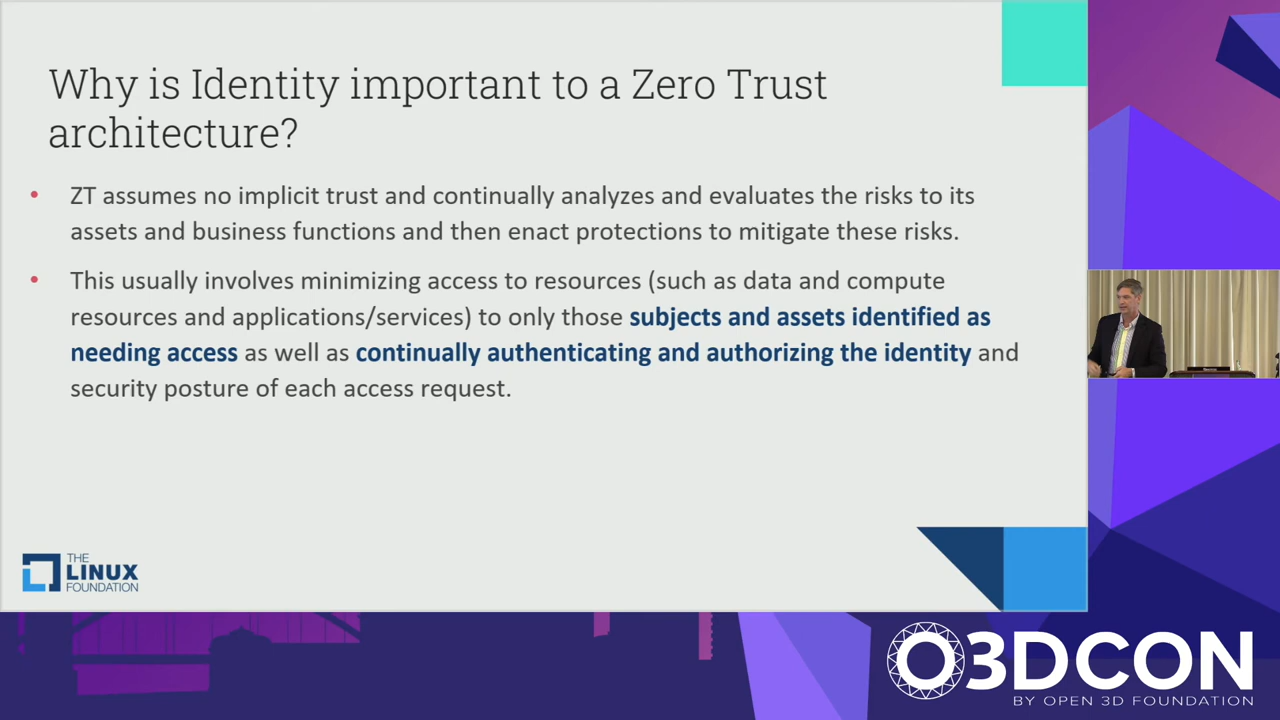 Why is Identity important to a Zero Trust
architecture?
• ZT assumes no implicit trust and continually analyzes and evaluates the risks to its
assets and business functions and then enact protections to mitigate these risks.
• This usually involves minimizing access to resources (such as data and compute
resources and applications/services) to only those subjects and assets identified as
needing access as well as continually authenticating and authorizing the identity and
security posture of each access request.
THE
LINUX
FOUNDATION
O3DCON
BY OPEN 3D FOUNDATION